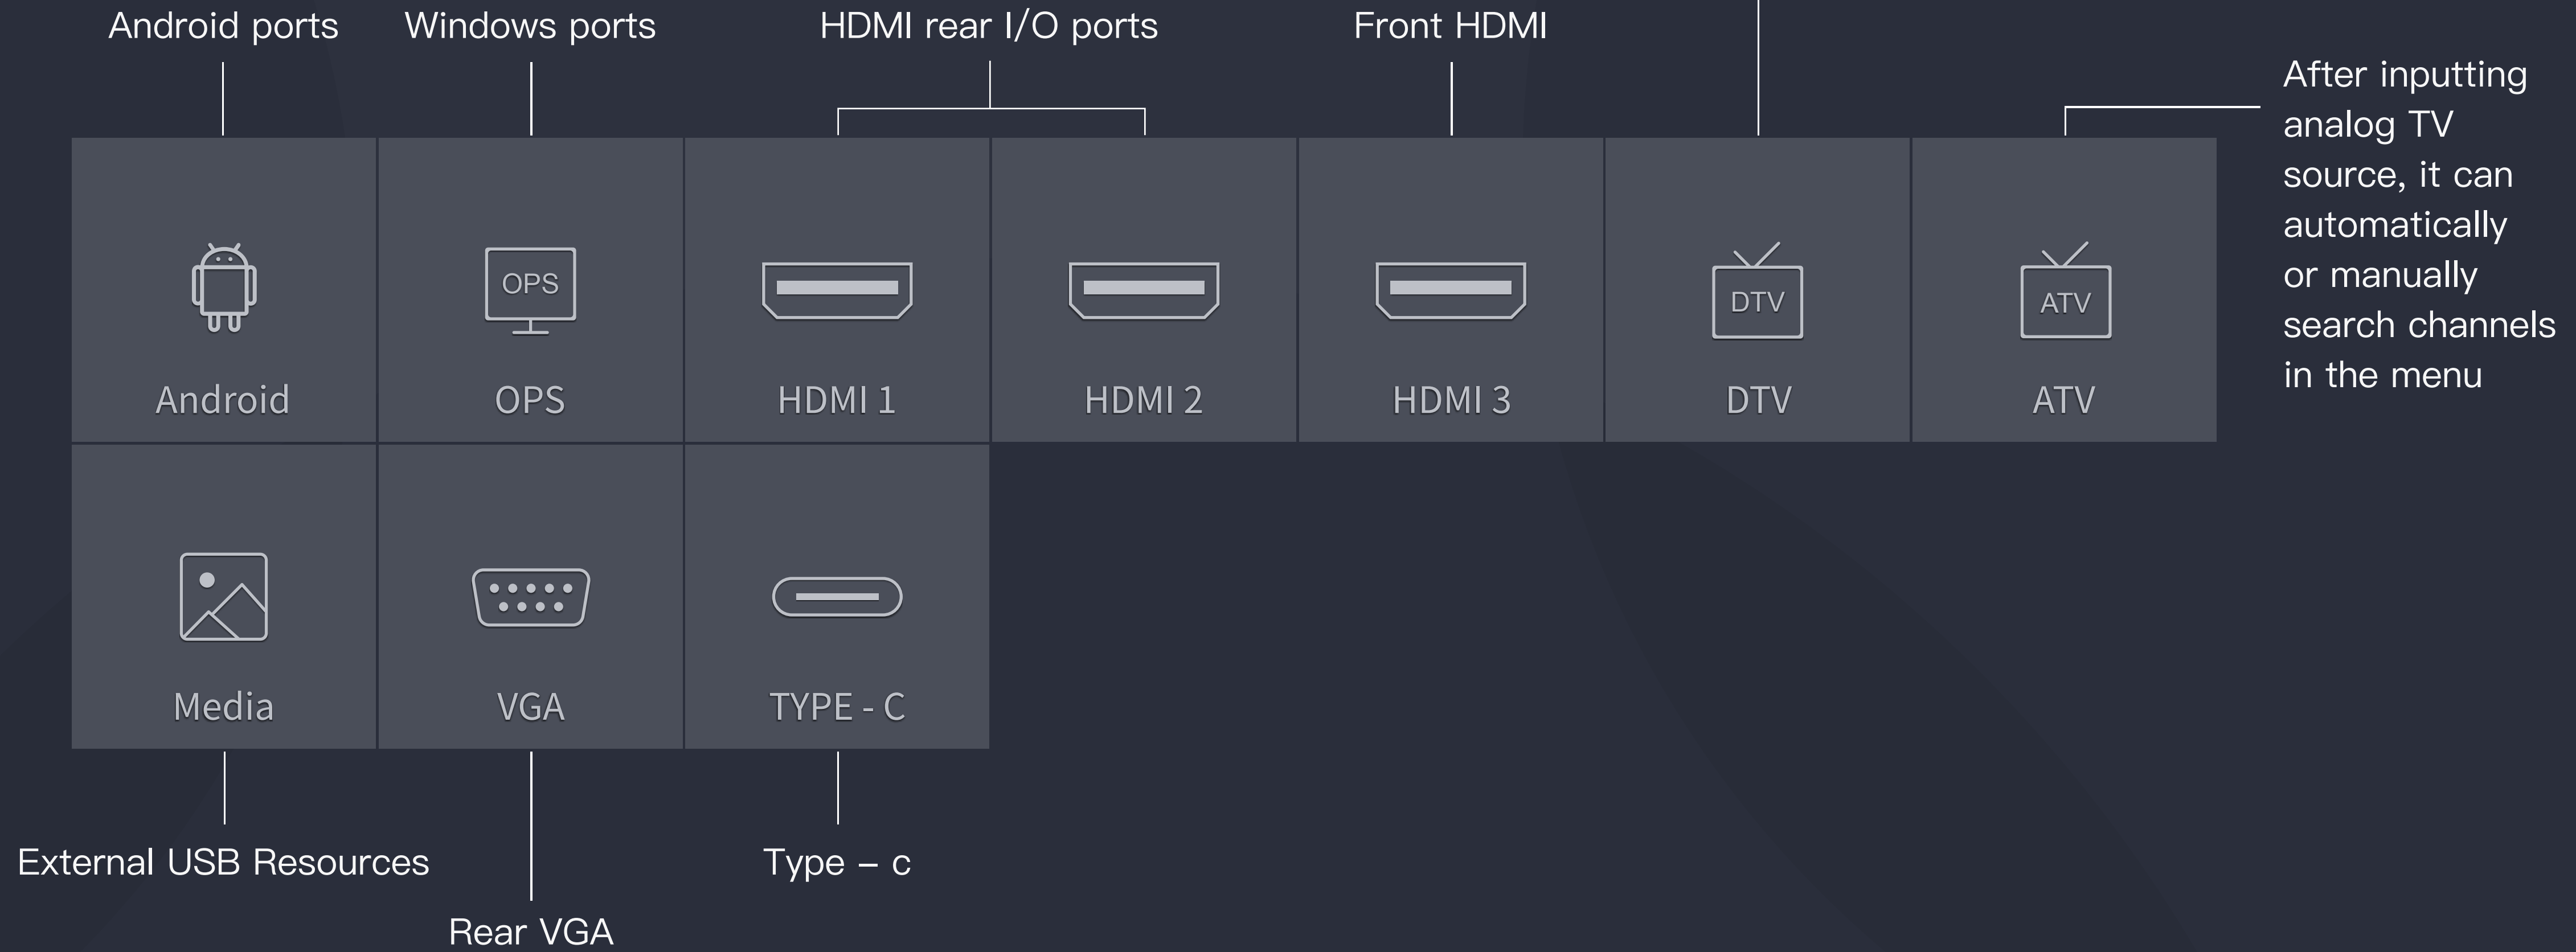 Android ports
Windows ports
HDMI rear I/O ports
Front HDMI
After inputting
analog TV
source, it can
automatically
or manually
search channels
in the menu
OPS
DTV
ATV
Android
OPS
HDMI 1
HDMI 2
HDMI 3
DTV
ATV
Media
VGA
TYPE - C
External USB Resources
Type – c
Rear VGA